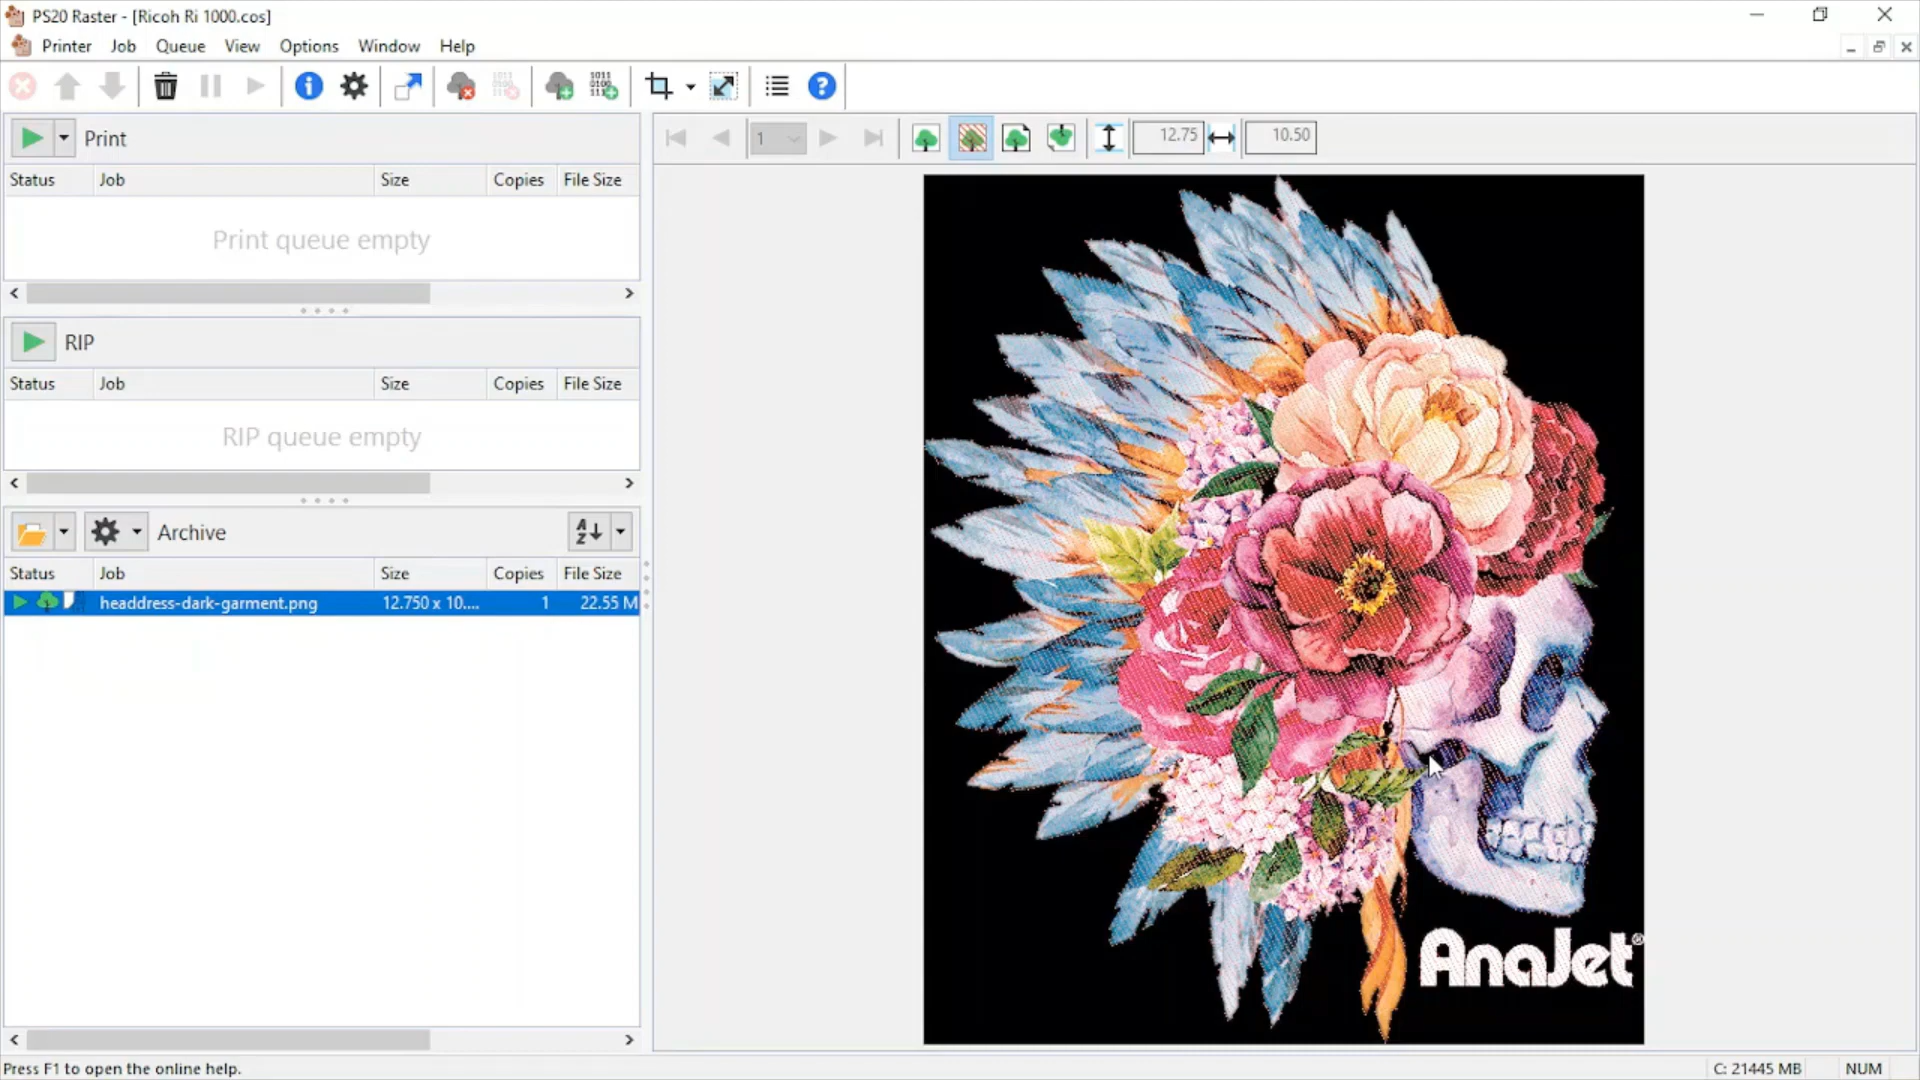 PS20 Raster - [Ricoh Ri 1000.cos]
Printer Job Queue View Options Window Help
Print
1
12.75
10.50
Status Job Size Copies File Size
Print queue empty
RIP
Status Job Size Copies File Size
RIP queue empty
Archive
Status Job Size Copies File Size
headdress-dark-garment.png 12.750 x 10.... 1 22.55 M
AnaJet®
Press F1 to open the online help.
C: 21445 MB NUM